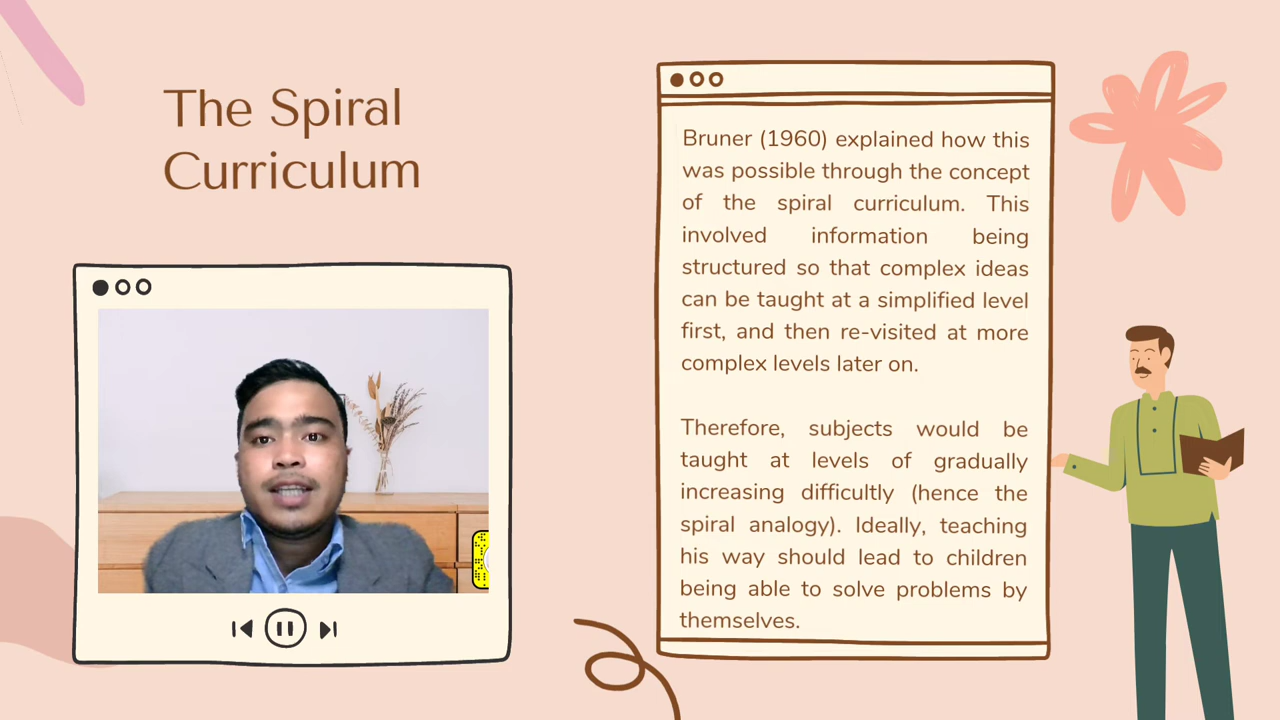 The Spiral
Curriculum
Bruner (1960) explained how this
was possible through the concept
of the spiral curriculum. This
involved information being
structured so that complex ideas
can be taught at a simplified level
first, and then re-visited at more
complex levels later on.
Therefore, subjects would be
taught at levels of gradually
increasing difficultly (hence the
spiral analogy). Ideally, teaching
his way should lead to children
being able to solve problems by
themselves.